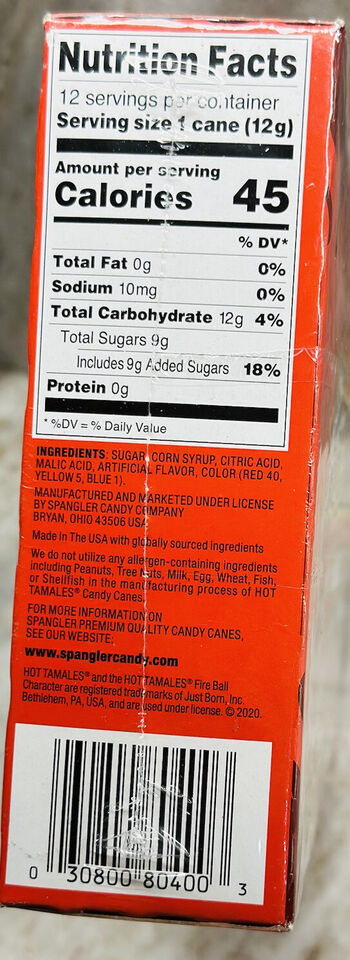 Nutrition Facts
12 servings per container
Serving size 1 cane (12g)
Amount per serving
Calories 45
% DV*
Total Fat 0g 0%
Sodium 10mg 0%
Total Carbohydrate 12g 4%
Total Sugars 9g
Includes 9g Added Sugars 18%
Protein 0g
* %DV = % Daily Value
INGREDIENTS: SUGAR, CORN SYRUP, CITRIC ACID,
MALIC ACID, ARTIFICIAL FLAVOR, COLOR (RED 40,
YELLOW 5, BLUE 1).
MANUFACTURED AND MARKETED UNDER LICENSE
BY SPANGLER CANDY COMPANY
BRYAN, OHIO 43506 USA
Made In The USA with globally sourced ingredients
We do not utilize any allergen-containing ingredients
including Peanuts, Tree Nuts, Milk, Egg, Wheat, Fish,
or Shellfish in the manufacturing process of HOT
TAMALES® Candy Canes.
FOR MORE INFORMATION ON
SPANGLER PREMIUM QUALITY CANDY CANES,
SEE OUR WEBSITE:
www.spanglercandy.com
HOT TAMALES® and the HOT TAMALES® Fire Ball
Character are registered trademarks of Just Born, Inc.
Bethlehem, PA, USA, and are used under license. © 2020.
0 30800 80400 3